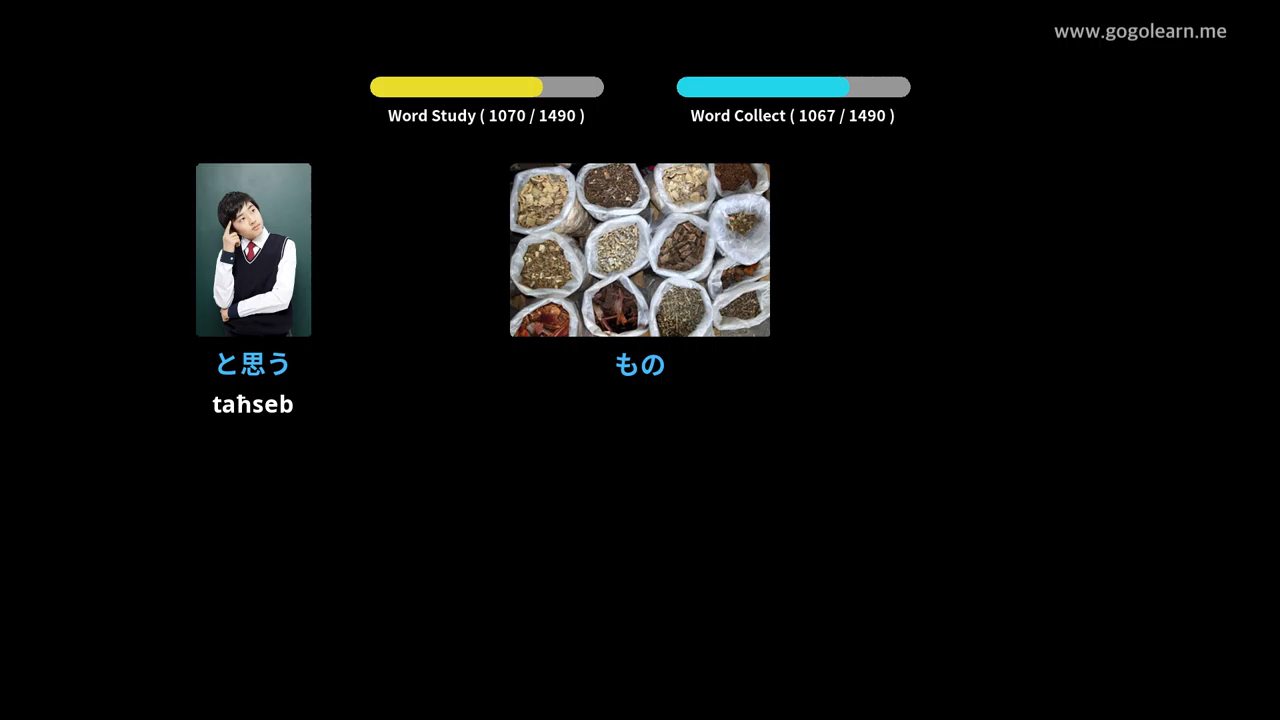 www.gogolearn.me
Word Study ( 1070 / 1490 )
Word Collect ( 1067 / 1490 )
と思う
もの
taħseb